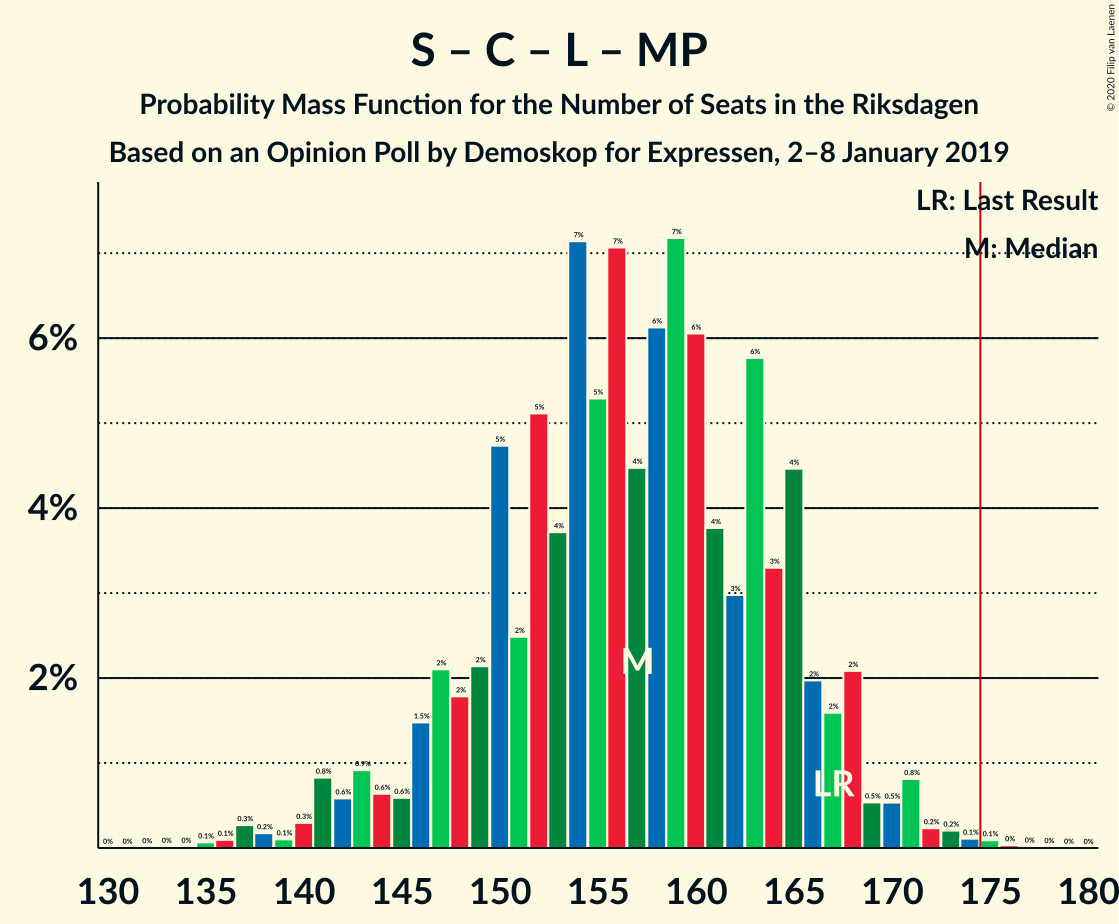 S – C – L – MP
Probability Mass Function for the Number of Seats in the Riksdagen
Based on an Opinion Poll by Demoskop for Expressen, 2–8 January 2019
© 2020 Filip van Laenen
LR: Last Result
M: Median
6%
4%
2%
0% 0% 0% 0% 0% 0.1% 0.1% 0.3% 0.2% 0.1% 0.3% 0.8% 0.6% 0.9% 0.6% 0.6% 1.5% 2% 2% 2% 5% 2% 5% 4% 7% 5% 7% 4% 6% 7% 6% 4% 3% 6% 3% 4% 2% 2% 2% 0.5% 0.5% 0.8% 0.2% 0.2% 0.1% 0.1% 0% 0% 0% 0% 0%
M
LR
130 135 140 145 150 155 160 165 170 175 180